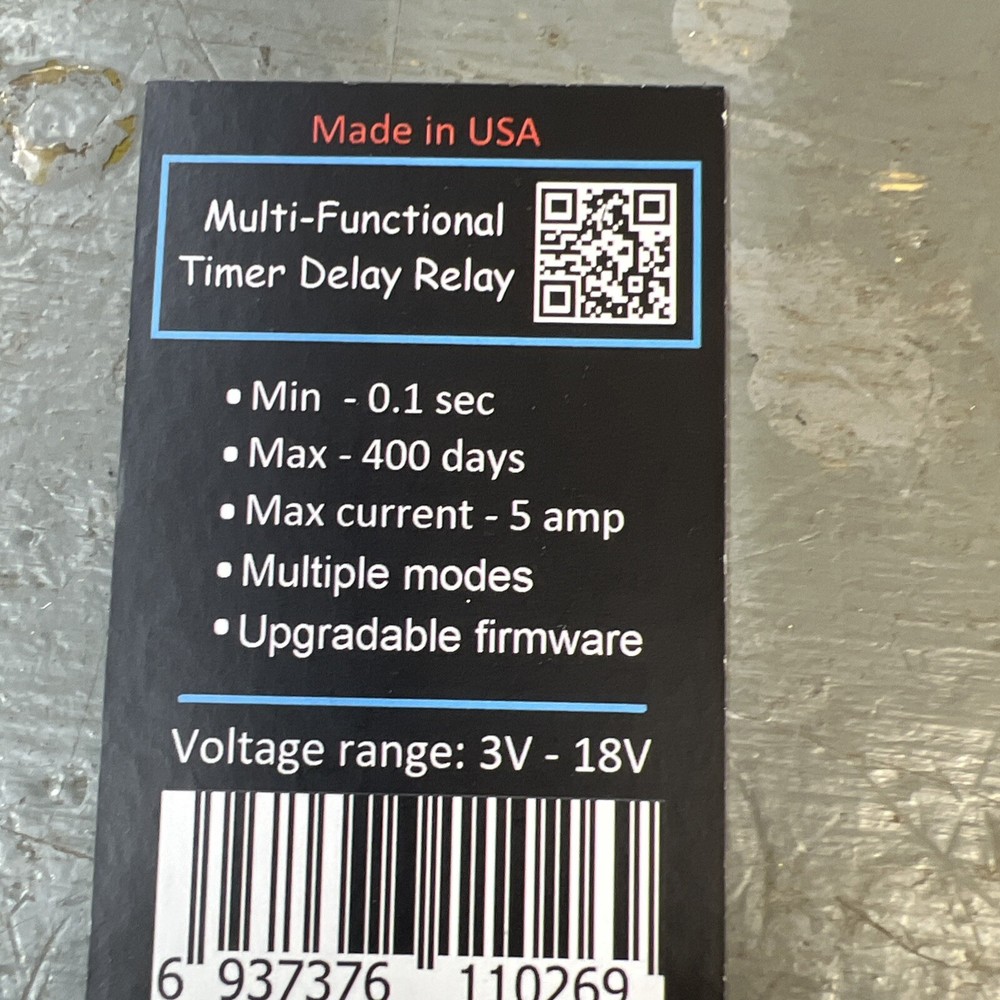 Made in USA
Multi-Functional
Timer Delay Relay
• Min - 0.1 sec
• Max - 400 days
• Max current - 5 amp
• Multiple modes
• Upgradable firmware
Voltage range: 3V - 18V
6 937376 110269